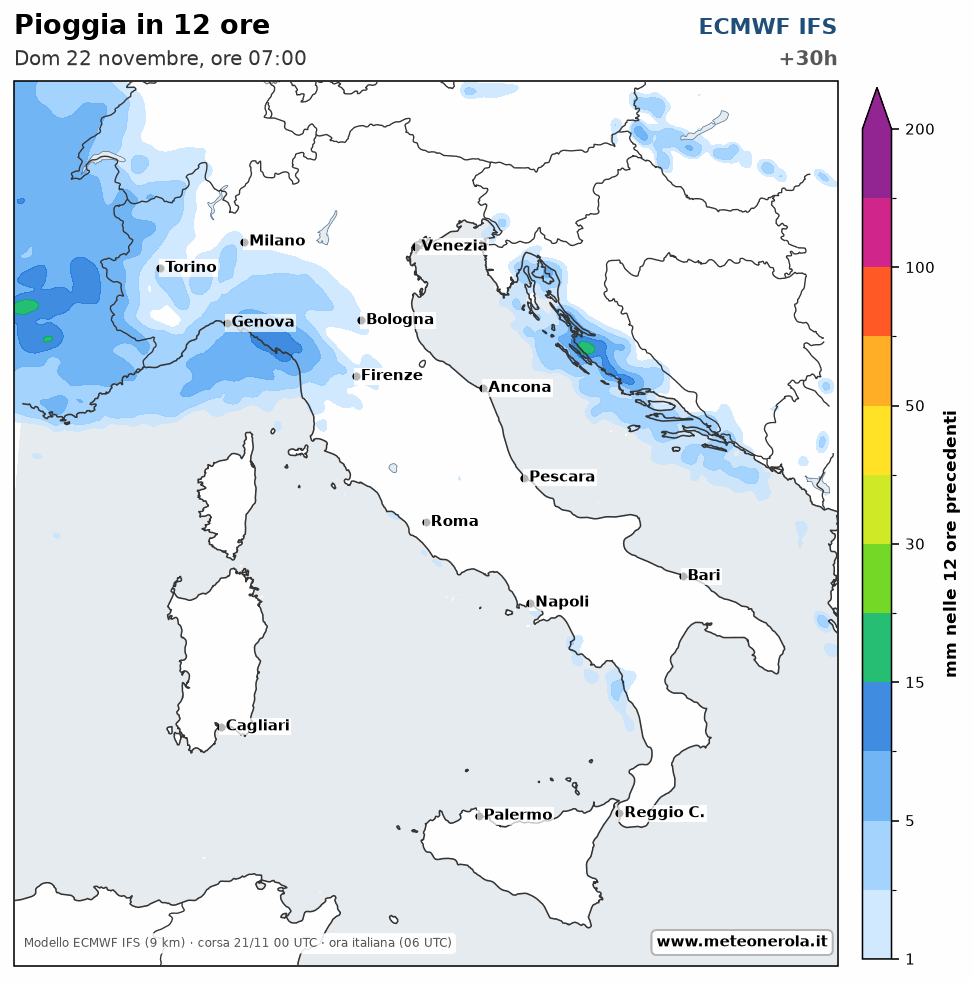 Pioggia in 12 ore
ECMWF IFS
Dom 22 novembre, ore 07:00
+30h
Milano
Venezia
Torino
Genova
Bologna
Firenze
Ancona
Pescara
Roma
Bari
Napoli
Cagliari
Palermo
Reggio C.
200
100
50
30
15
5
1
mm nelle 12 ore precedenti
Modello ECMWF IFS (9 km) · corsa 21/11 00 UTC · ora italiana (06 UTC)
www.meteonerola.it